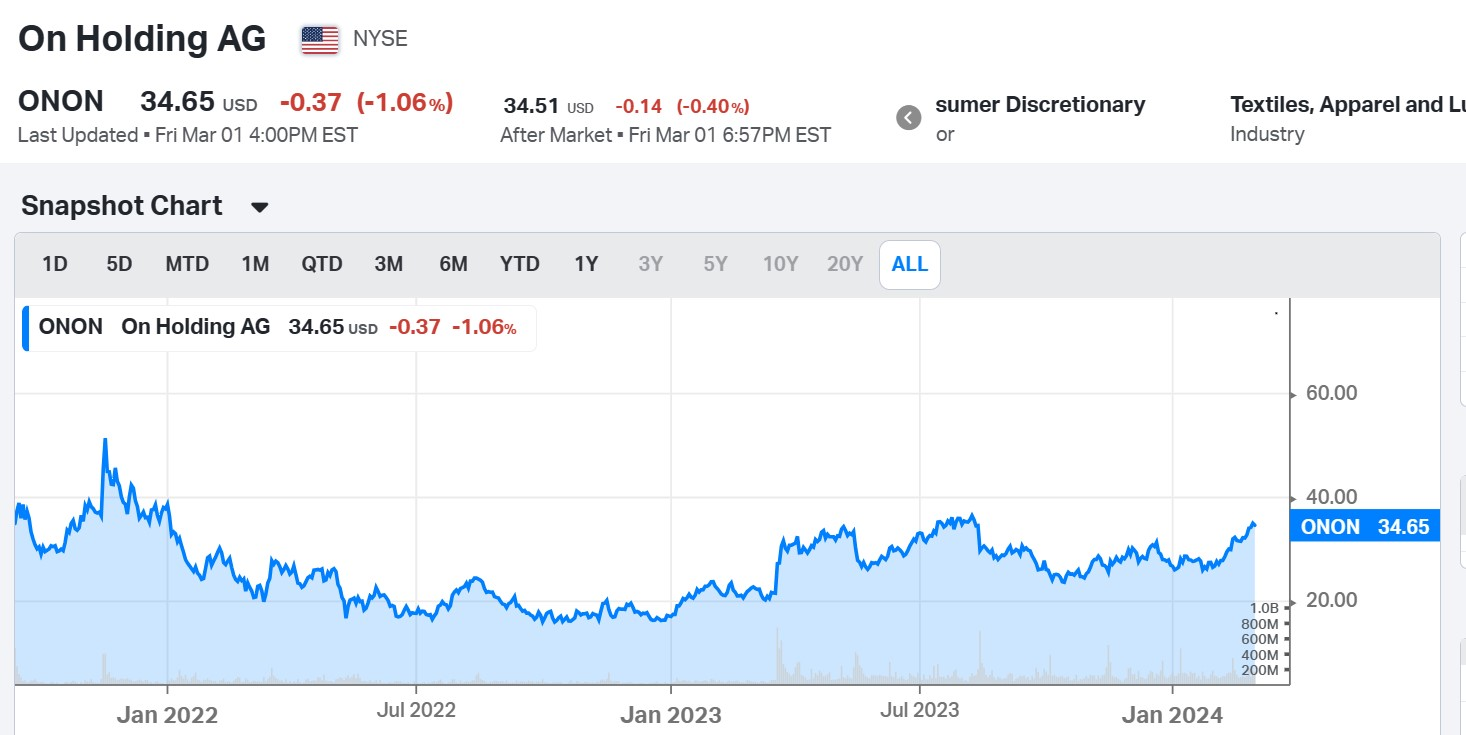 On Holding AG NYSE
ONON 34.65 USD -0.37 (-1.06%) 34.51 USD -0.14 (-0.40%) sumer Discretionary Textiles, Apparel and Lu
Last Updated ▪ Fri Mar 01 4:00PM EST After Market ▪ Fri Mar 01 6:57PM EST or Industry
Snapshot Chart
1D 5D MTD 1M QTD 3M 6M YTD 1Y 3Y 5Y 10Y 20Y ALL
ONON On Holding AG 34.65 USD -0.37 -1.06%
60.00
40.00
ONON 34.65
20.00
1.0B
800M
600M
400M
200M
Jan 2022 Jul 2022 Jan 2023 Jul 2023 Jan 2024